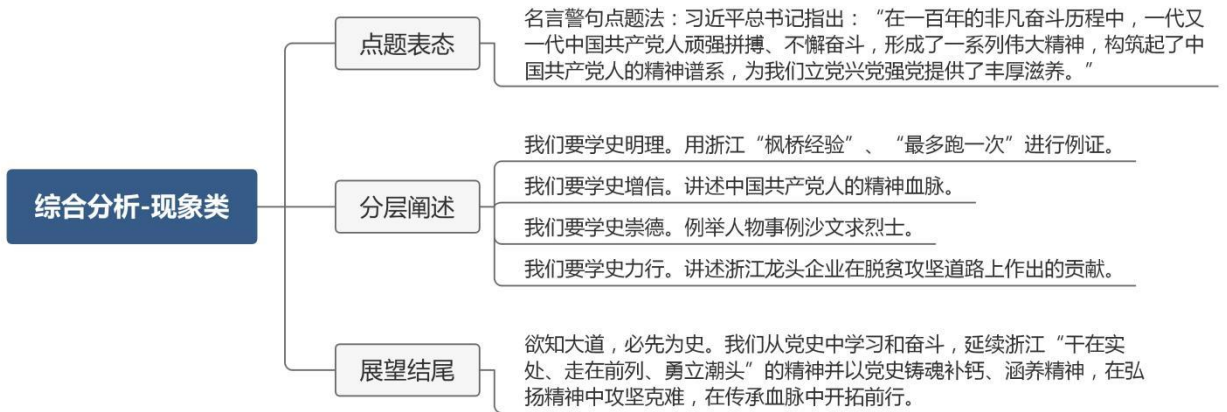 综合分析-现象类
点题表态
名言警句点题法：习近平总书记指出：“在一百年的非凡奋斗历程中，一代又
一代中国共产党人顽强拼搏、不懈奋斗，形成了一系列伟大精神，构筑起了中
国共产党人的精神谱系，为我们立党兴党强党提供了丰厚滋养。”
分层阐述
我们要学史明理。用浙江“枫桥经验”、“最多跑一次”进行例证。
我们要学史增信。讲述中国共产党人的精神血脉。
我们要学史崇德。例举人物事例沙文求烈士。
我们要学史力行。讲述浙江龙头企业在脱贫攻坚道路上作出的贡献。
展望结尾
欲知大道，必先为史。我们从党史中学习和奋斗，延续浙江“干在实
处、走在前列、勇立潮头”的精神并以党史铸魂补钙、涵养精神，在弘
扬精神中攻坚克难，在传承血脉中开拓前行。